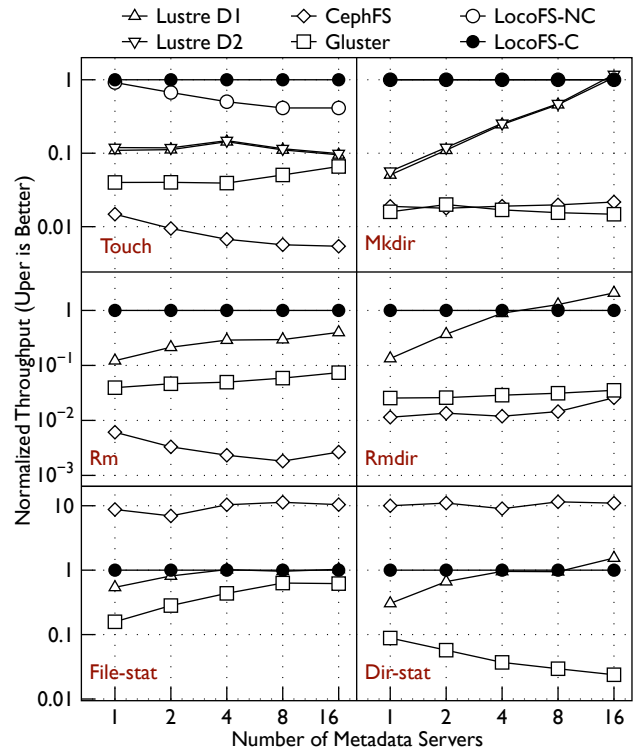 Lustre D1 CephFS LocoFS-NC
Lustre D2 Gluster LocoFS-C
Normalized Throughput (Uper is Better)
1
0.1
0.01
Touch
Mkdir
1
10⁻¹
10⁻²
10⁻³
Rm
Rmdir
10
1
0.1
0.01
File-stat
Dir-stat
1 2 4 8 16 1 2 4 8 16
Number of Metadata Servers